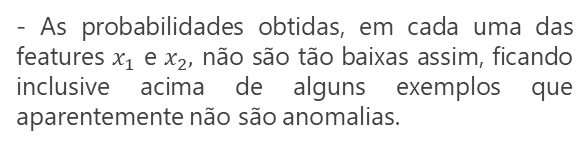 - As probabilidades obtidas, em cada uma das
features x₁ e x₂, não são tão baixas assim, ficando
inclusive acima de alguns exemplos que
aparentemente não são anomalias.